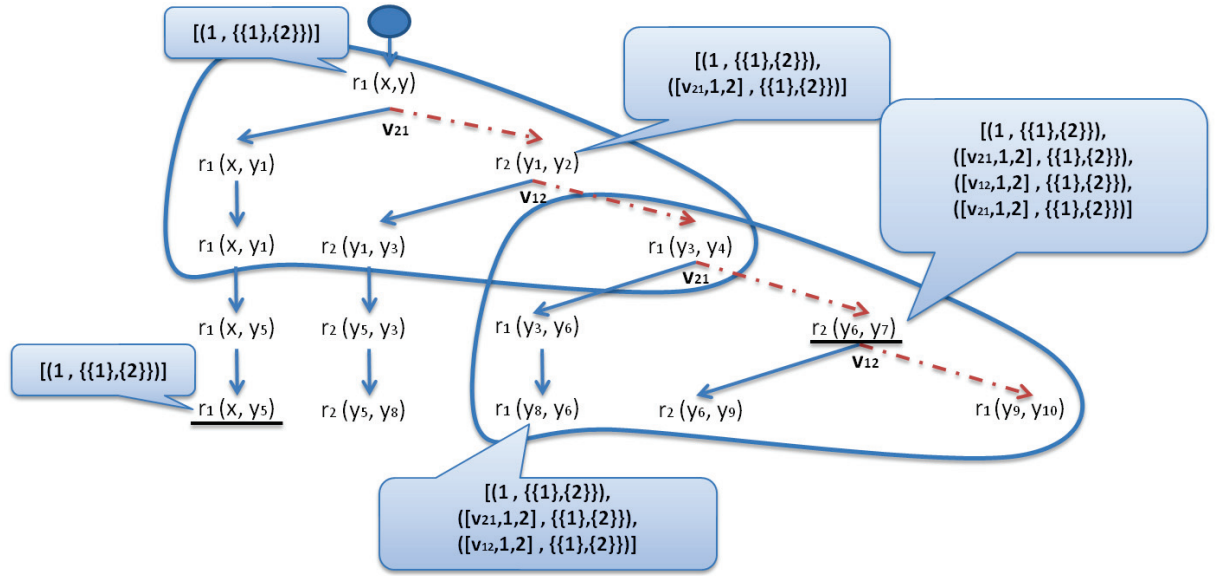 [(1 , {{1},{2}})]
r₁ (x,y)
[(1 , {{1},{2}}),
([v₂₁,1,2] , {{1},{2}})]
v₂₁
[(1 , {{1},{2}}),
([v₂₁,1,2] , {{1},{2}}),
([v₁₂,1,2] , {{1},{2}}),
([v₂₁,1,2] , {{1},{2}})]
r₁ (x, y₁)
r₂ (y₁, y₂)
v₁₂
r₁ (x, y₁)
r₂ (y₁, y₃)
r₁ (y₃, y₄)
v₂₁
r₁ (x, y₅)
r₂ (y₅, y₃)
r₁ (y₃, y₆)
r₂ (y₆, y₇)
v₁₂
[(1 , {{1},{2}})]
r₁ (x, y₅)
r₂ (y₅, y₈)
r₁ (y₈, y₆)
r₂ (y₆, y₉)
r₁ (y₉, y₁₀)
[(1 , {{1},{2}}),
([v₂₁,1,2] , {{1},{2}}),
([v₁₂,1,2] , {{1},{2}})]